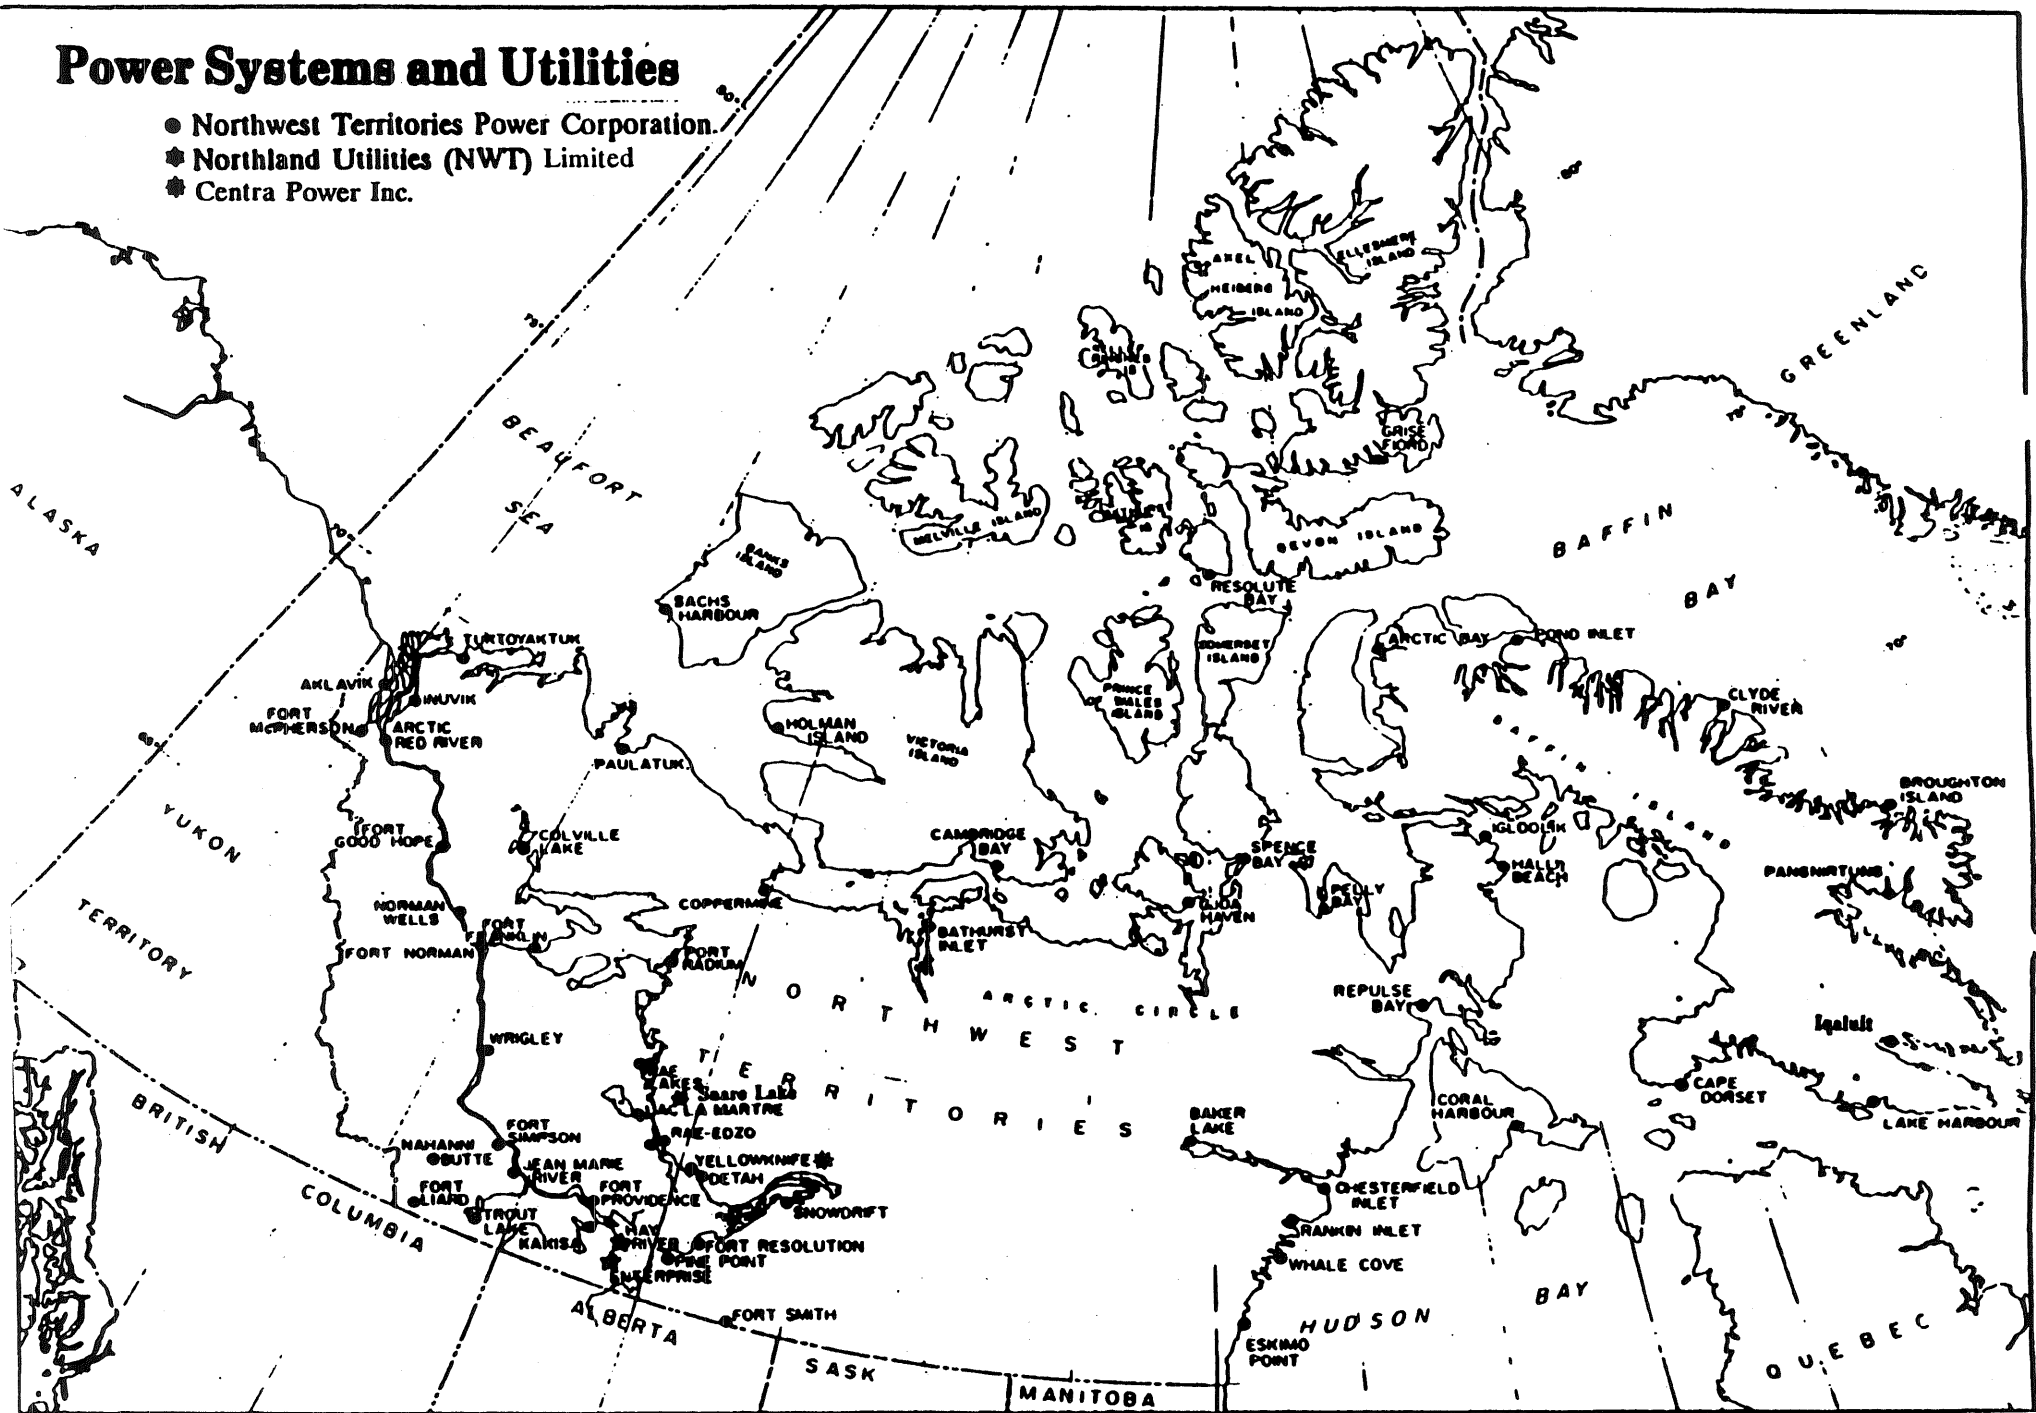 Power Systems and Utilities
Northwest Territories Power Corporation
Northland Utilities (NWT) Limited
Centra Power Inc.
80°
80°
75°
75°
70°
70°
65°
AXEL
HEIBERG
ISLAND
ELLESMERE
ISLAND
GREENLAND
BEAUFORT
SEA
ALASKA
GRISE
FIORD
MELVILLE ISLAND
DEVON ISLAND
BAFFIN
BAY
BANKS
ISLAND
SACHS
HARBOUR
RESOLUTE
BAY
TUKTOYAKTUK
SOMERSET
ISLAND
ARCTIC BAY
POND INLET
AKLAVIK
INUVIK
PRINCE
OF WALES
ISLAND
CLYDE
RIVER
FORT
McPHERSON
ARCTIC
RED RIVER
HOLMAN
ISLAND
VICTORIA
ISLAND
BAFFIN ISLAND
PAULATUK
BROUGHTON
ISLAND
YUKON
TERRITORY
FORT
GOOD HOPE
COLVILLE
LAKE
CAMBRIDGE
BAY
SPENCE
BAY
IGLOOLIK
HALL
BEACH
PANGNIRTUNG
PELLY
BAY
NORMAN
WELLS
COPPERMINE
GJOA
HAVEN
FORT
FRANKLIN
BATHURST
INLET
FORT NORMAN
PORT
RADIUM
NORTHWEST
TERRITORIES
ARCTIC CIRCLE
REPULSE
BAY
Iqaluit
WRIGLEY
RAE
LAKES
Snare Lake
LAC LA MARTRE
CAPE
DORSET
LAKE HARBOUR
CORAL
HARBOUR
BAKER
LAKE
BRITISH
COLUMBIA
FORT
SIMPSON
RAE-EDZO
NAHANNI
BUTTE
YELLOWKNIFE
DETAH
JEAN MARIE
RIVER
FORT
LIARD
FORT
PROVIDENCE
SNOWDRIFT
CHESTERFIELD
INLET
TROUT
LAKE
KAKISA
HAY
RIVER
FORT RESOLUTION
PINE POINT
ENTERPRISE
RANKIN INLET
WHALE COVE
ALBERTA
FORT SMITH
HUDSON
BAY
ESKIMO
POINT
SASK
MANITOBA
QUEBEC